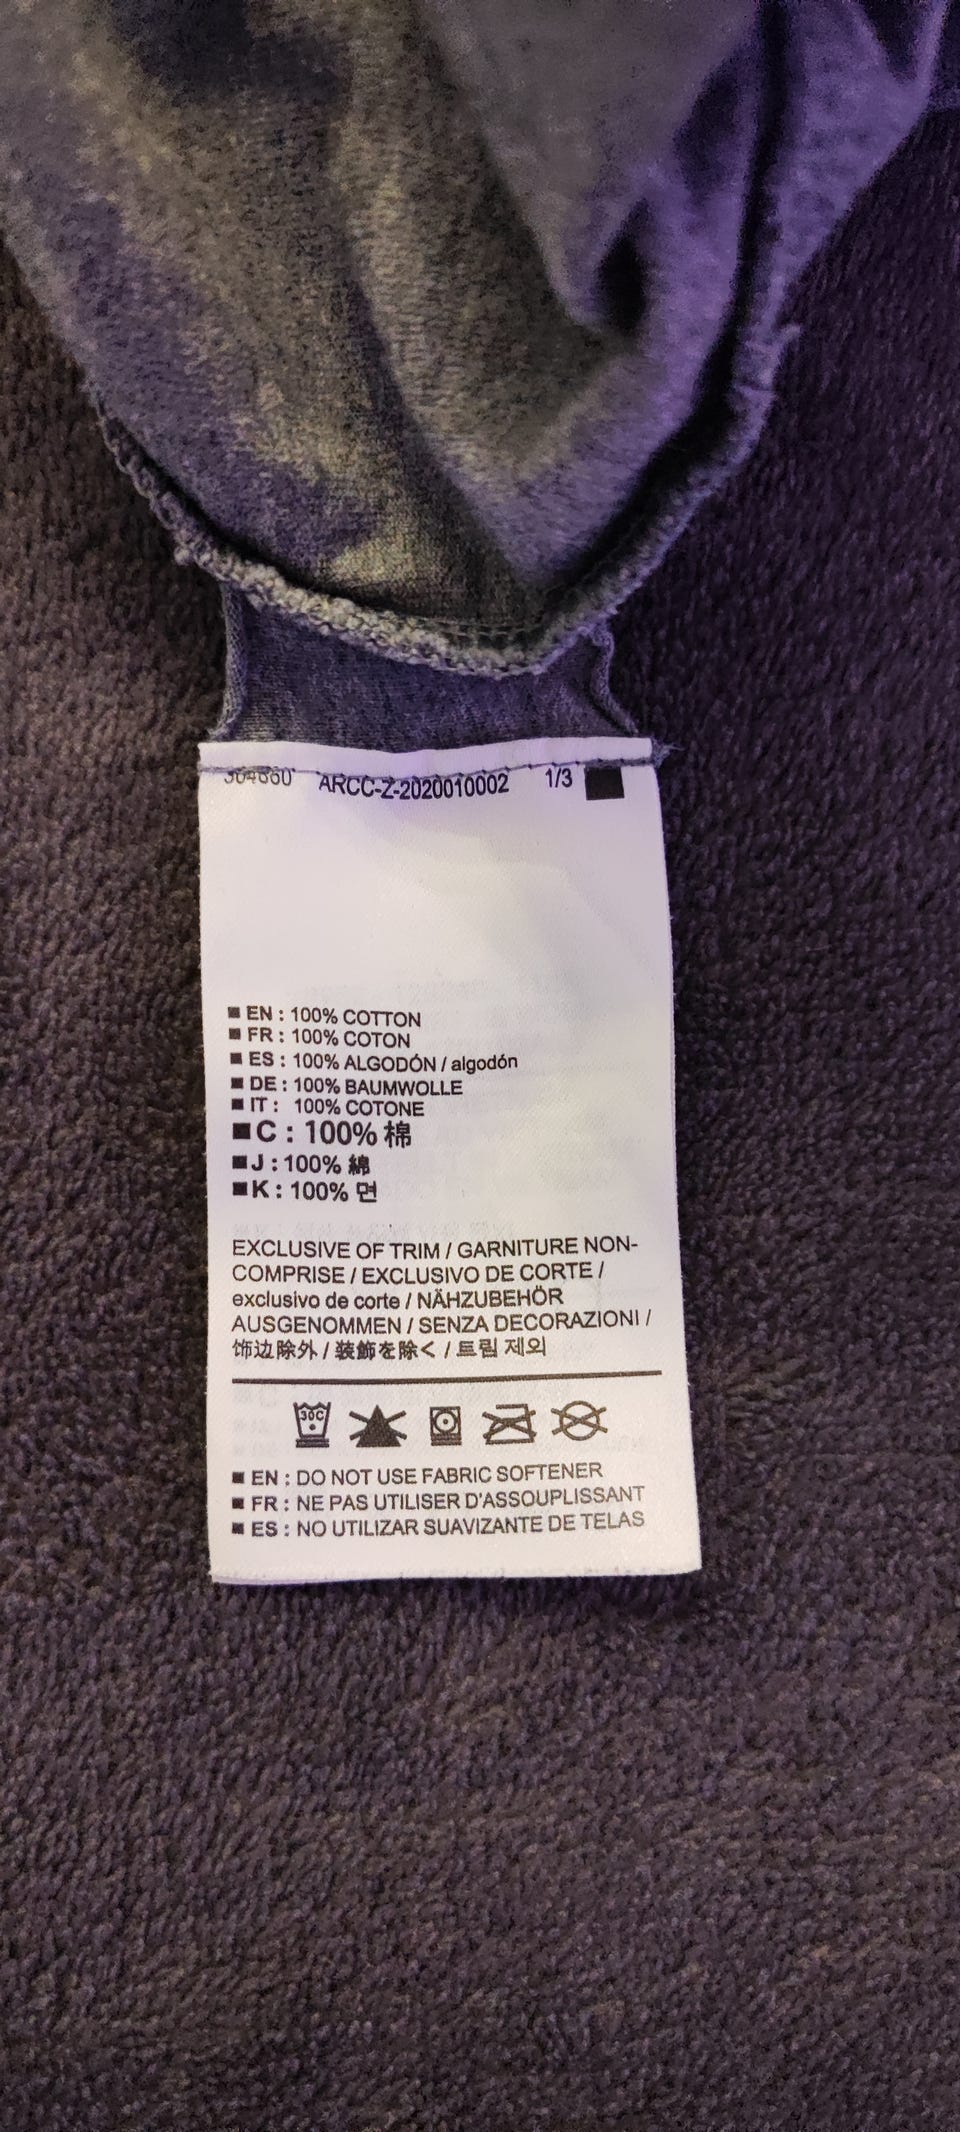 ARCC-Z-2020010002 1/3
■ EN : 100% COTTON
■ FR : 100% COTON
■ ES : 100% ALGODÓN / algodón
■ DE : 100% BAUMWOLLE
■ IT : 100% COTONE
■ C : 100% 棉
■ J : 100% 綿
■ K : 100% 면
EXCLUSIVE OF TRIM / GARNITURE NON-
COMPRISE / EXCLUSIVO DE CORTE /
exclusivo de corte / NÄHZUBEHÖR
AUSGENOMMEN / SENZA DECORAZIONI /
饰边除外 / 装飾を除く / 트림 제외
30C
■ EN : DO NOT USE FABRIC SOFTENER
■ FR : NE PAS UTILISER D'ASSOUPLISSANT
■ ES : NO UTILIZAR SUAVIZANTE DE TELAS